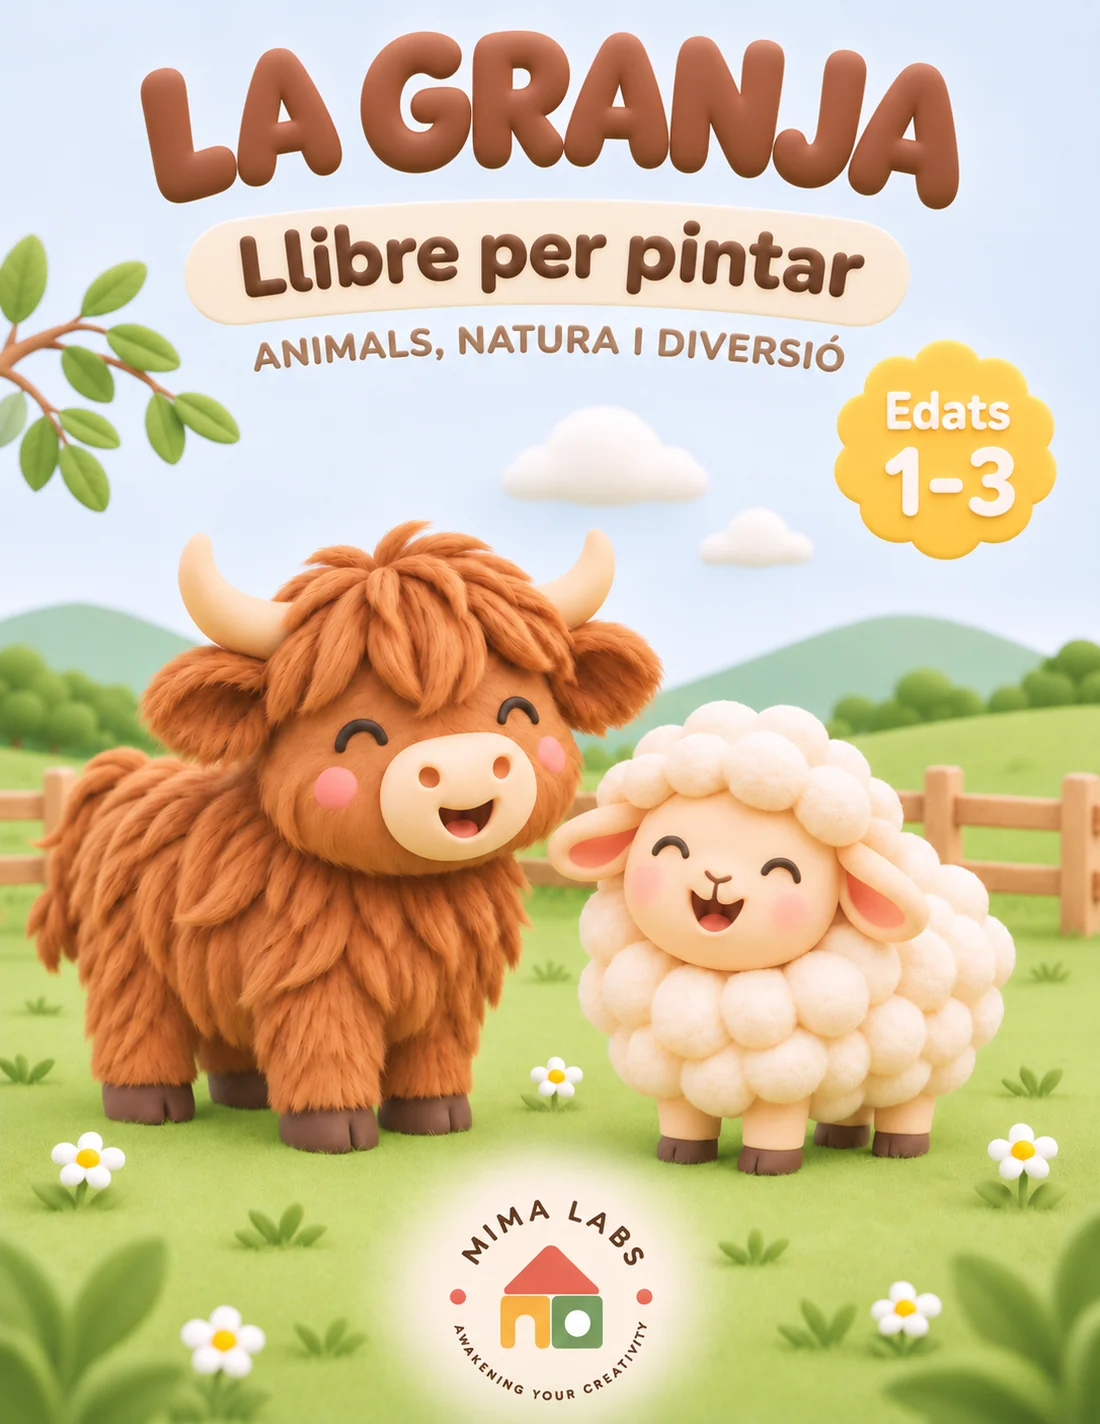 LA GRANJA
Llibre per pintar
ANIMALS, NATURA I DIVERSIÓ
Edats
1-3
MIMA LABS
AWAKENING YOUR CREATIVITY